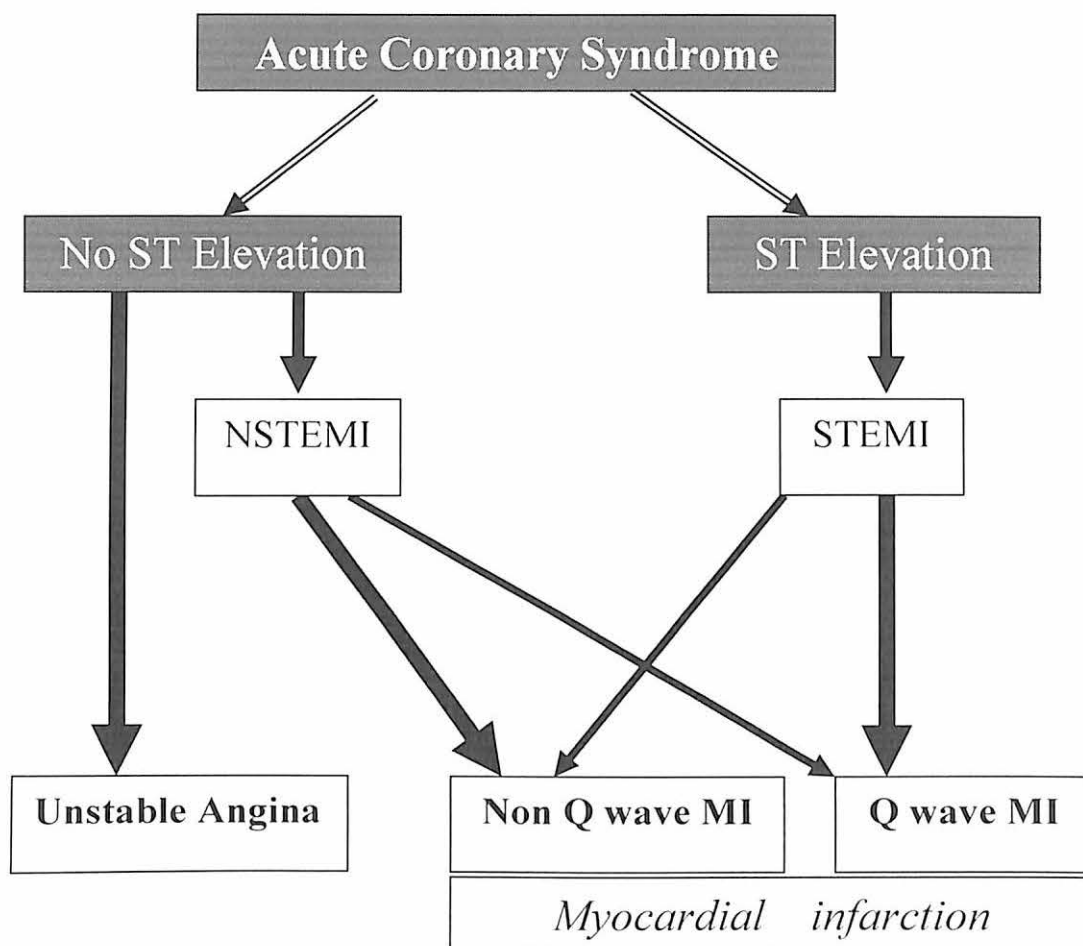 Acute Coronary Syndrome
No ST Elevation
ST Elevation
NSTEMI
STEMI
Unstable Angina
Non Q wave MI
Q wave MI
Myocardial infarction